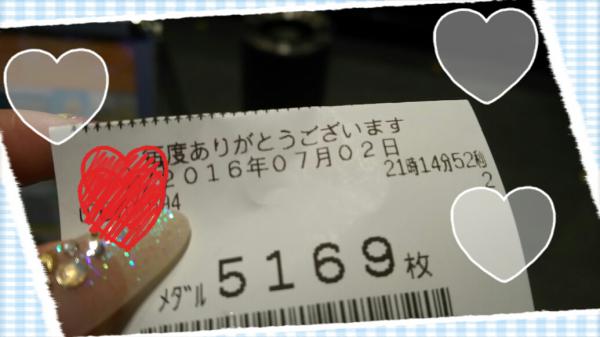 毎度ありがとうございます
2016年07月02日
21時14分52秒
94
2
メダル 5169枚